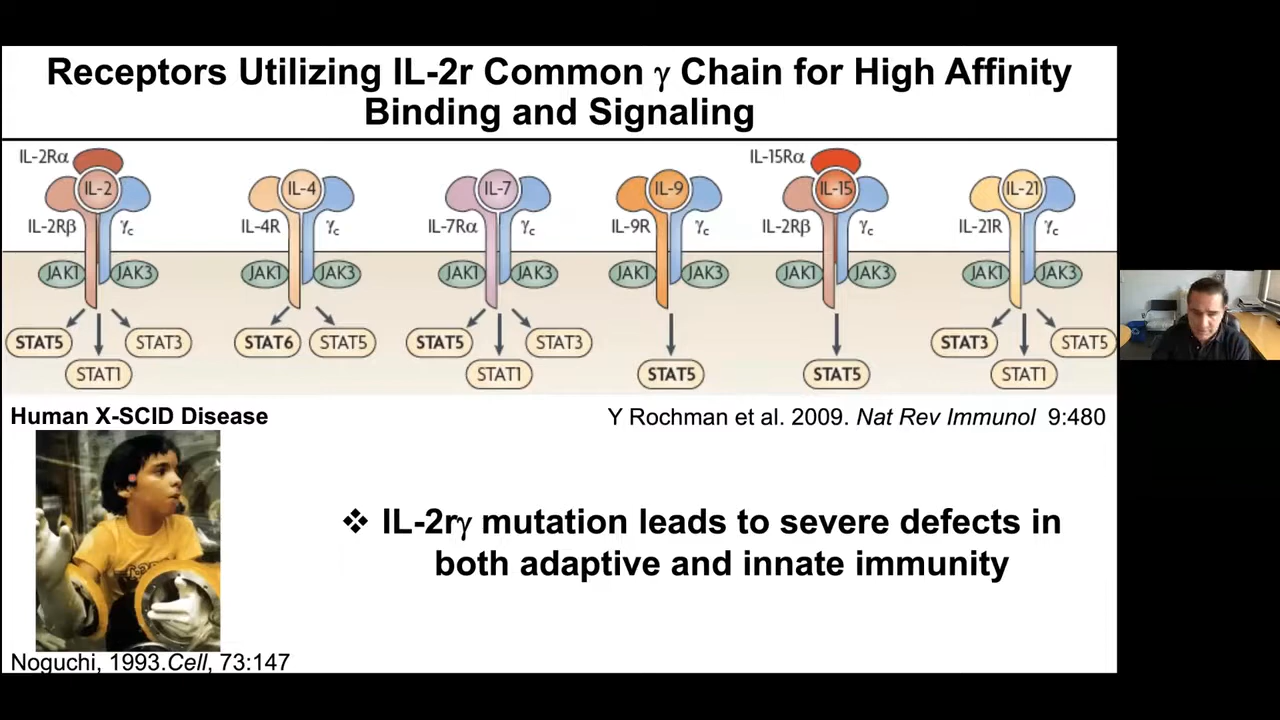 Receptors Utilizing IL-2r Common γ Chain for High Affinity
Binding and Signaling
IL-2Rα
IL-2
IL-2Rβ
γc
JAK1
JAK3
STAT5
STAT3
STAT1
IL-4
IL-4R
γc
JAK1
JAK3
STAT6
STAT5
IL-7
IL-7Rα
γc
JAK1
JAK3
STAT5
STAT3
STAT1
IL-9
IL-9R
γc
JAK1
JAK3
STAT5
IL-15Rα
IL-15
IL-2Rβ
γc
JAK1
JAK3
STAT5
IL-21
IL-21R
γc
JAK1
JAK3
STAT3
STAT5
STAT1
Human X-SCID Disease
Y Rochman et al. 2009. Nat Rev Immunol 9:480
❖ IL-2rγ mutation leads to severe defects in
both adaptive and innate immunity
Noguchi, 1993.Cell, 73:147